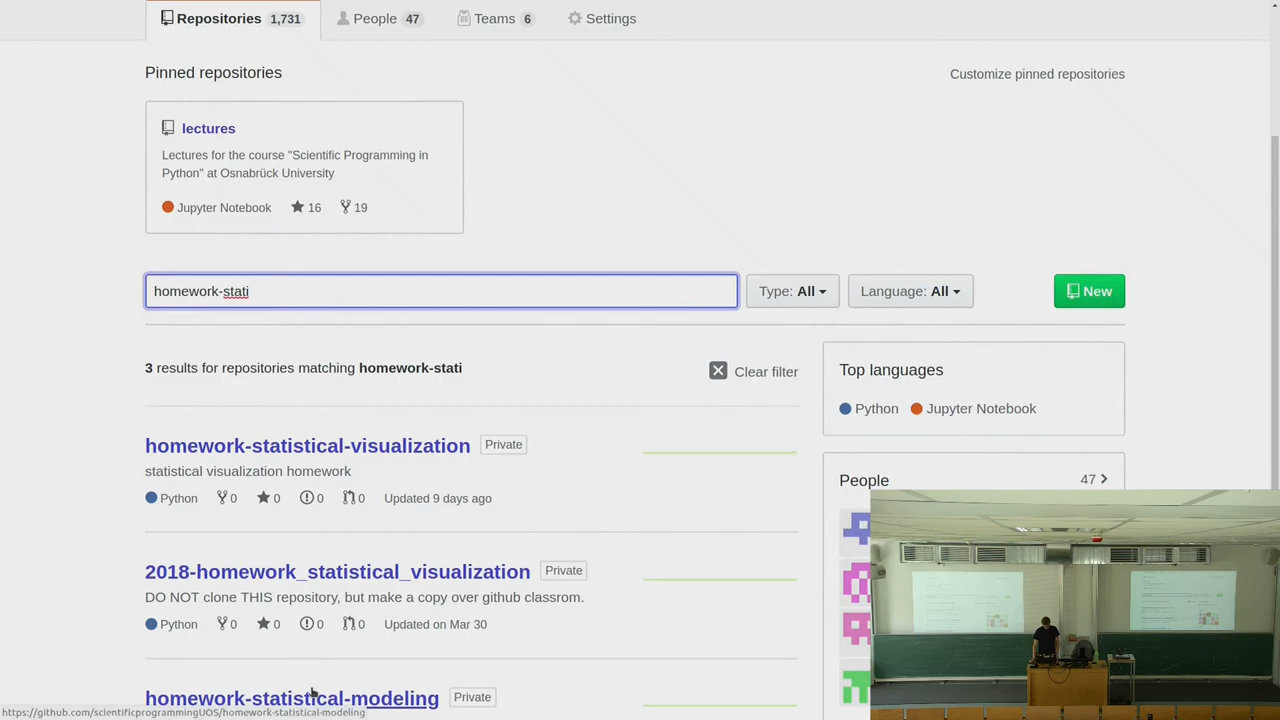 Repositories 1,731 People 47 Teams 6 Settings
Pinned repositories Customize pinned repositories
lectures
Lectures for the course "Scientific Programming in
Python" at Osnabrück University
Jupyter Notebook 16 19
homework-stati Type: All Language: All New
3 results for repositories matching homework-stati Clear filter
Top languages
Python Jupyter Notebook
homework-statistical-visualization Private
statistical visualization homework
Python 0 0 0 0 Updated 9 days ago
People 47
2018-homework_statistical_visualization Private
DO NOT clone THIS repository, but make a copy over github classrom.
Python 0 0 0 0 Updated on Mar 30
homework-statistical-modeling Private
https://github.com/scientificprogrammingUOS/homework-statistical-modeling